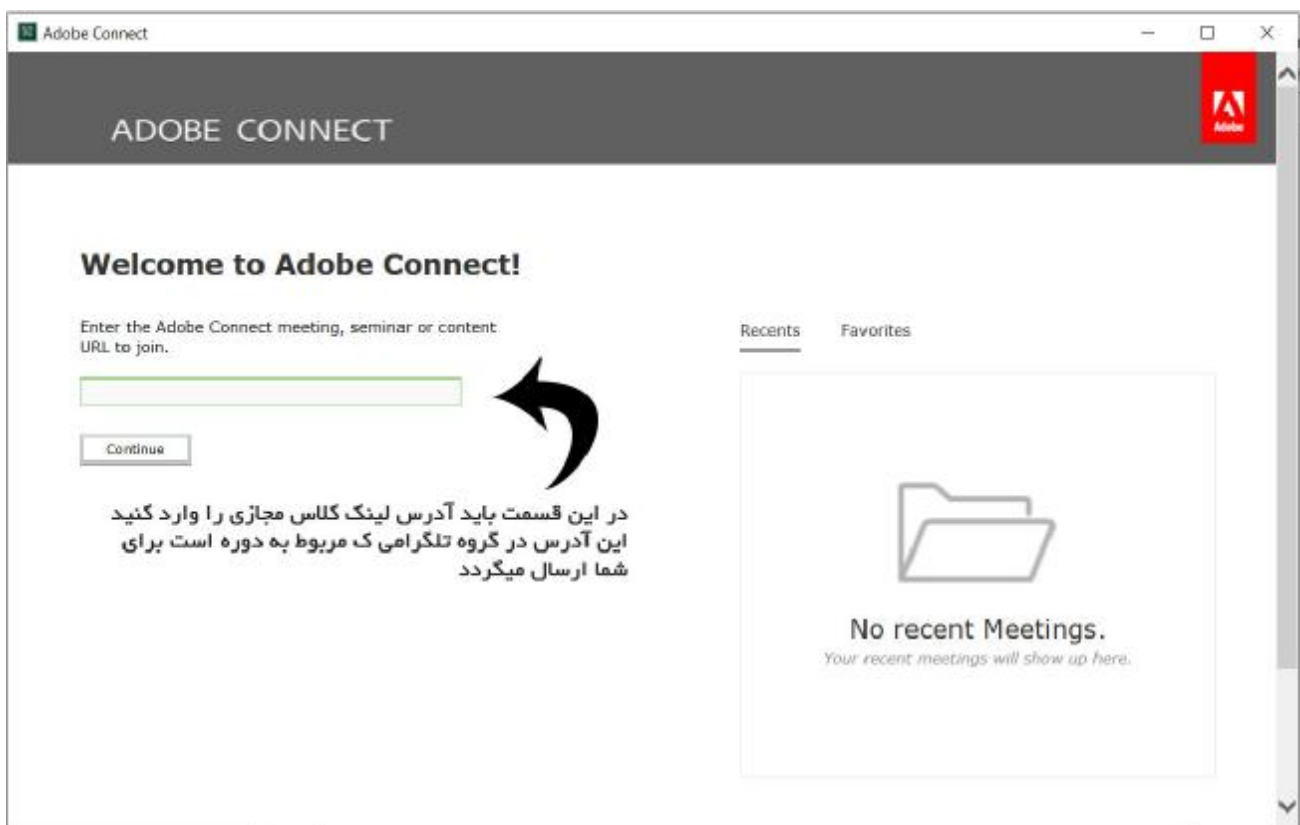 Adobe Connect
Adobe
ADOBE CONNECT
Welcome to Adobe Connect!
Enter the Adobe Connect meeting, seminar or content
URL to join.
Continue
در این قسمت باید آدرس لینک کلاس مجازی را وارد کنید
این آدرس در گروه تلگرامی ک مربوط به دوره است برای
شما ارسال میگردد
Recents
Favorites
No recent Meetings.
Your recent meetings will show up here.